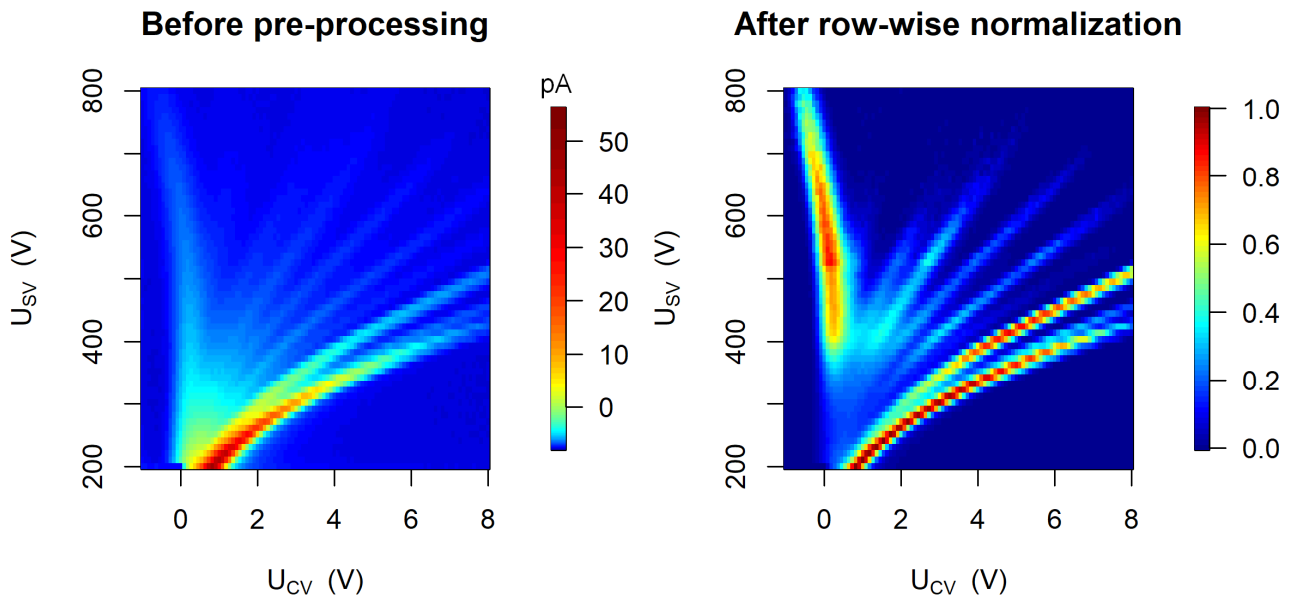 Before pre-processing
pA
800
600
400
200
U_SV (V)
0 2 4 6 8
U_CV (V)
50
40
30
20
10
0
After row-wise normalization
800
600
400
200
U_SV (V)
0 2 4 6 8
U_CV (V)
1.0
0.8
0.6
0.4
0.2
0.0